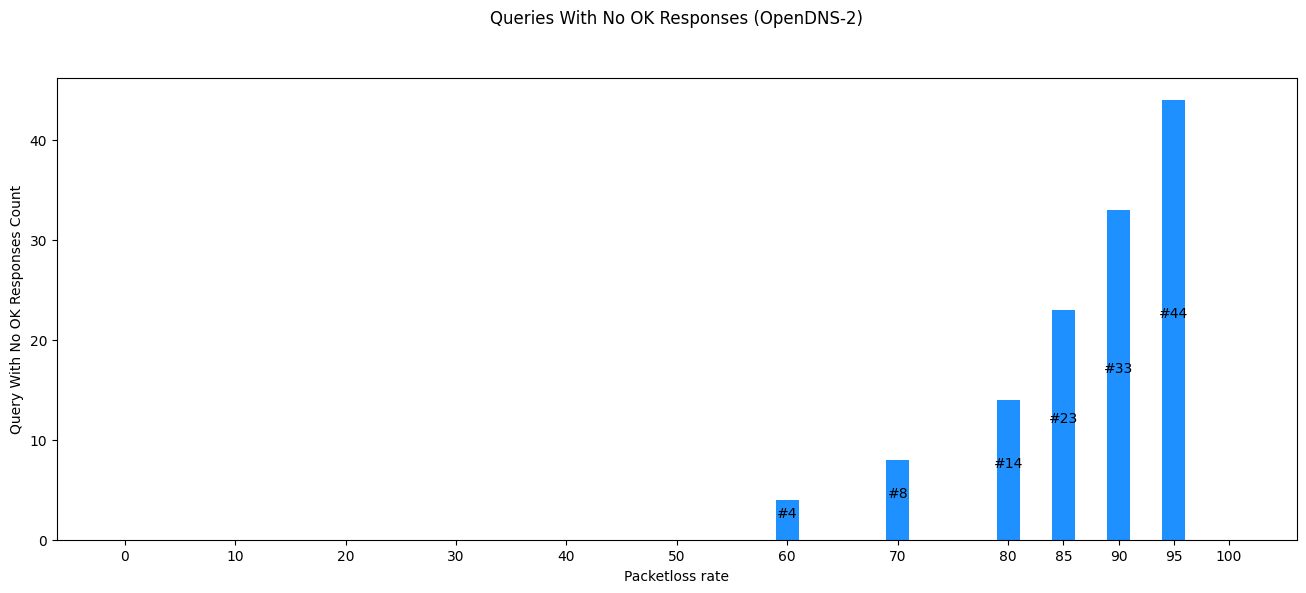 Queries With No OK Responses (OpenDNS-2)
Query With No OK Responses Count
40
30
20
10
0
#4
#8
#14
#23
#33
#44
0 10 20 30 40 50 60 70 80 85 90 95 100
Packetloss rate